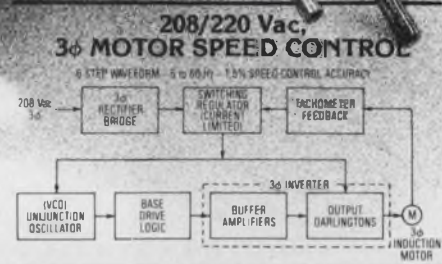 208/220 Vac,
3ϕ MOTOR SPEED CONTROL
6 STEP WAVEFORM - 5 to 60 Hz - 1.5% SPEED CONTROL ACCURACY
208 Vac
3ϕ
3ϕ
RECTIFIER
BRIDGE
SWITCHING
REGULATOR
(CURRENT
LIMITED)
TACHOMETER
FEEDBACK
3ϕ INVERTER
(VCO)
UNIJUNCTION
OSCILLATOR
BASE
DRIVE
LOGIC
BUFFER
AMPLIFIERS
OUTPUT
DARLINGTONS
M
3ϕ
INDUCTION
MOTOR